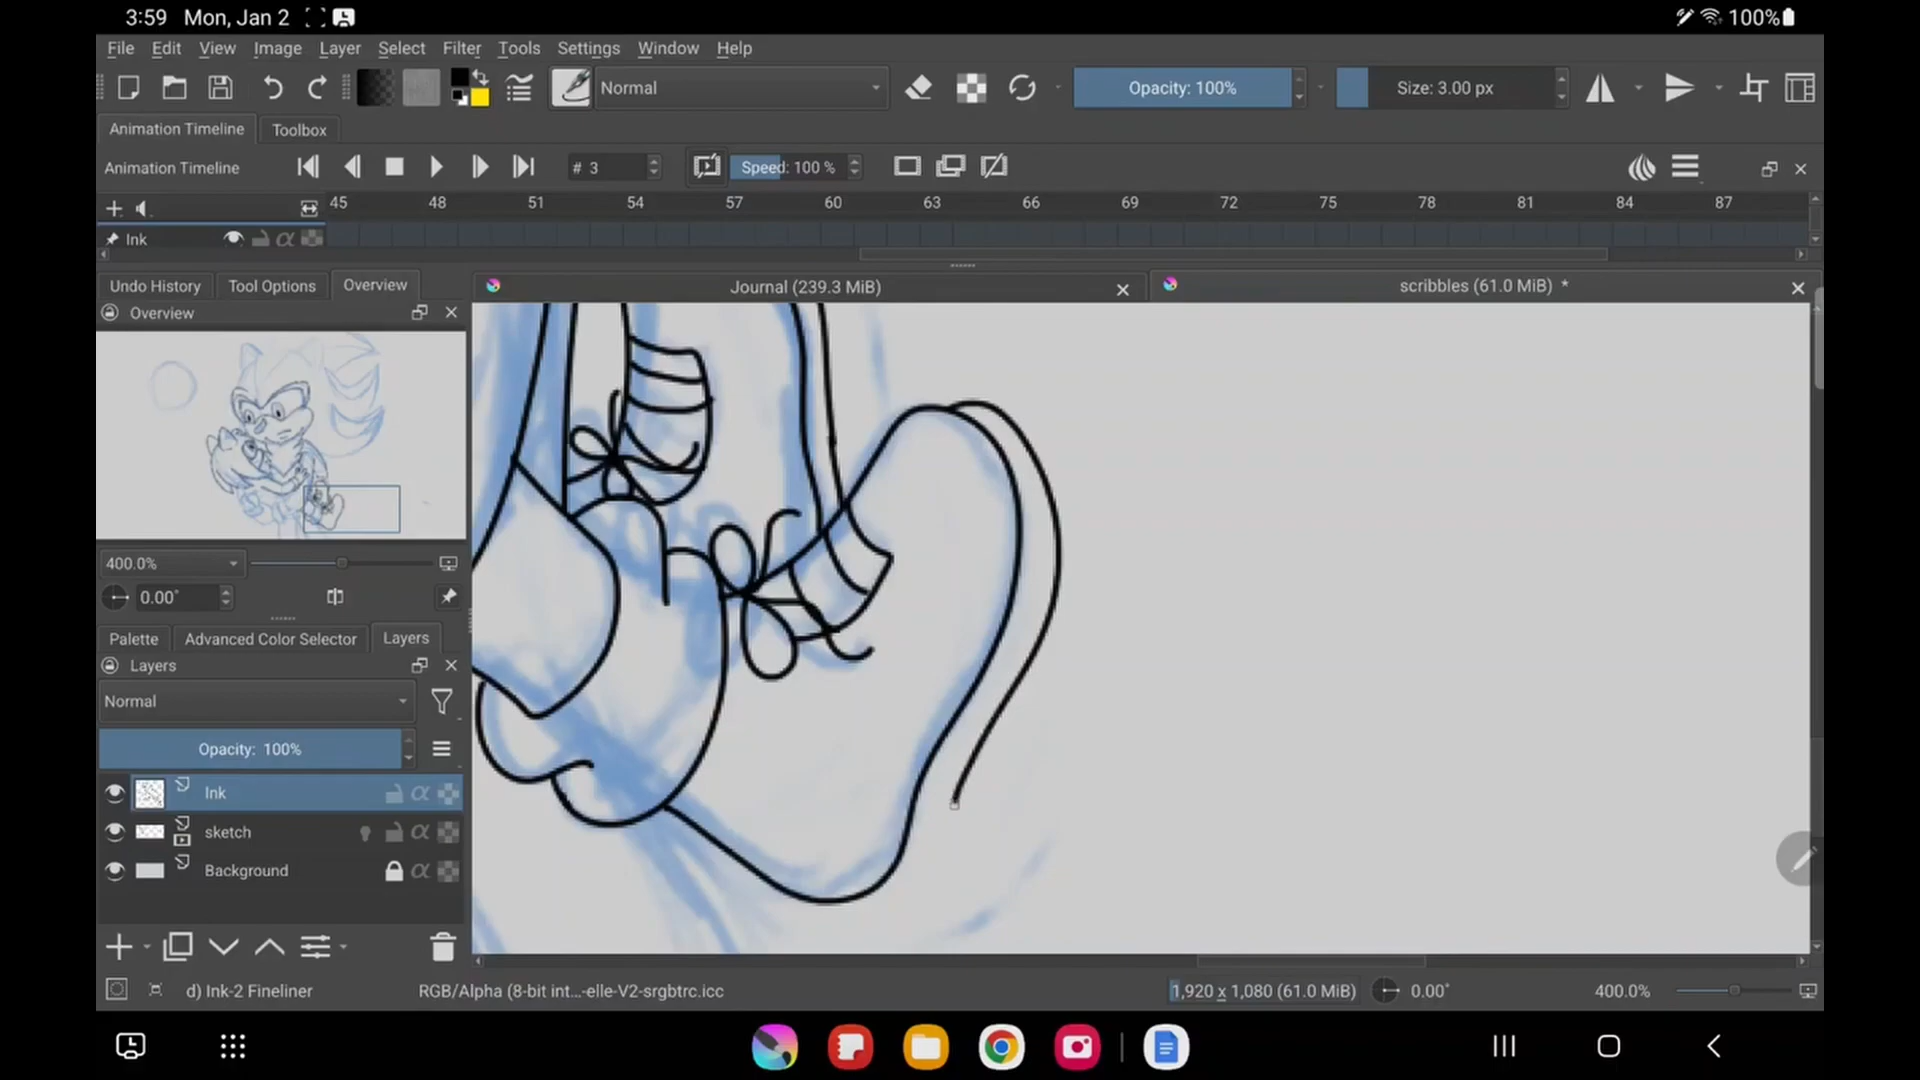 3:59 Mon, Jan 2
100%
File Edit View Image Layer Select Filter Tools Settings Window Help
Normal
Opacity: 100%
Size: 3.00 px
Animation Timeline
Toolbox
Animation Timeline
# 3
Speed: 100 %
45 48 51 54 57 60 63 66 69 72 75 78 81 84 87
Ink
Undo History
Tool Options
Overview
Journal (239.3 MiB)
scribbles (61.0 MiB) *
Overview
400.0%
0.00°
Palette
Advanced Color Selector
Layers
Layers
Normal
Opacity: 100%
Ink
sketch
Background
d) Ink-2 Fineliner
RGB/Alpha (8-bit int...-elle-V2-srgbtrc.icc
1,920 x 1,080 (61.0 MiB)
0.00°
400.0%